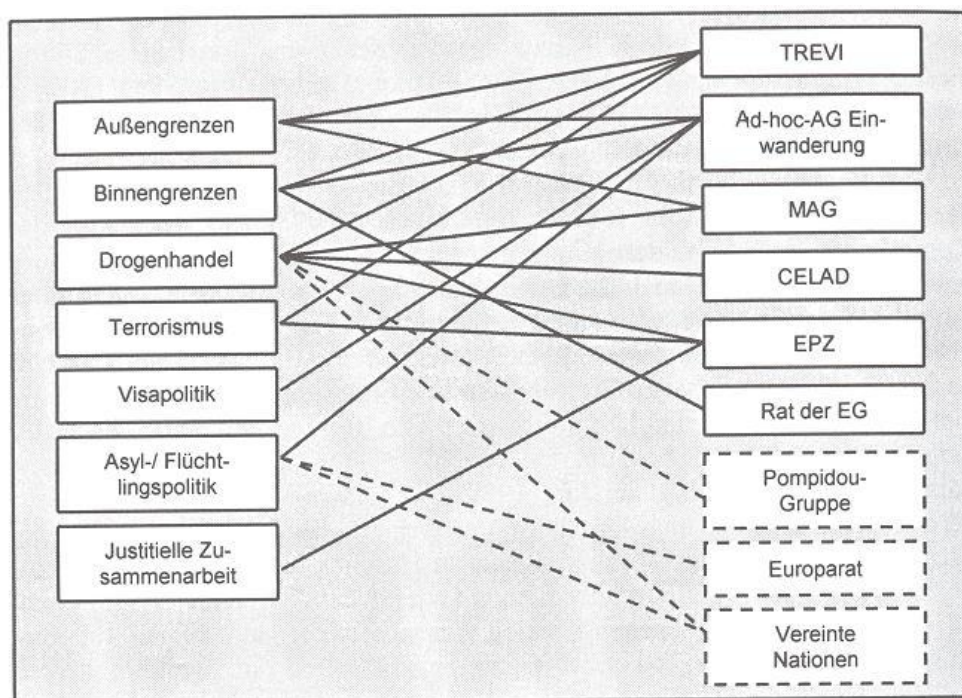 Außengrenzen
Binnengrenzen
Drogenhandel
Terrorismus
Visapolitik
Asyl-/ Flücht-
lingspolitik
Justitielle Zu-
sammenarbeit
TREVI
Ad-hoc-AG Ein-
wanderung
MAG
CELAD
EPZ
Rat der EG
Pompidou-
Gruppe
Europarat
Vereinte
Nationen